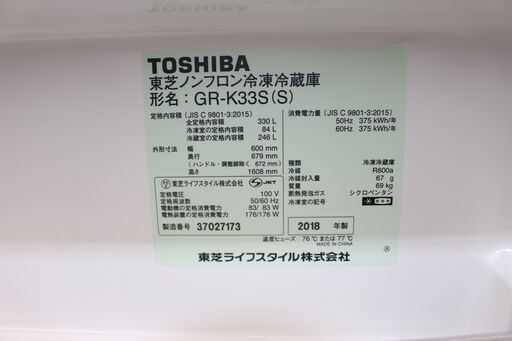 TOSHIBA
東芝ノンフロン冷凍冷蔵庫
形名：GR-K33S(S)
定格内容積 (JIS C 9801-3:2015)
全定格内容積 330 L
冷凍室の定格内容積 84 L
冷蔵室の定格内容積 246 L
外形寸法 幅 600 mm
奥行 679 mm
(ハンドル・調整脚除く 672 mm)
高さ 1608 mm
東芝ライフスタイル株式会社 JET
定格電圧 100 V
定格周波数 50/60 Hz
電動機の定格消費電力 83/ 83 W
電熱装置の定格消費電力 176/176 W
製造番号 37027173
消費電力量 (JIS C 9801-3:2015)
50Hz 375 kWh/年
60Hz 375 kWh/年
種類 冷凍冷蔵庫
冷媒 R600a
冷媒封入量 67 g
質量 69 kg
断熱発泡ガス シクロペンタン
冷凍室の記号
2018 年製
温度ヒューズ 76℃ または 77℃
MADE IN CHINA
東芝ライフスタイル株式会社
Ⓐ